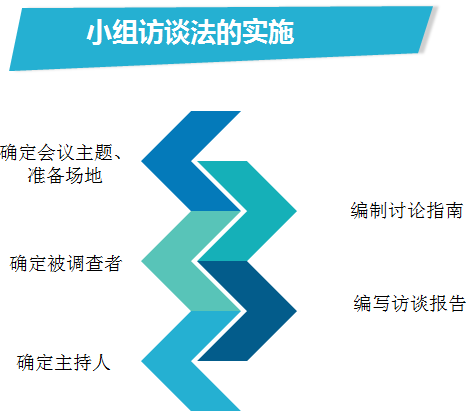 小组访谈法的实施
确定会议主题、
准备场地
编制讨论指南
确定被调查者
编写访谈报告
确定主持人